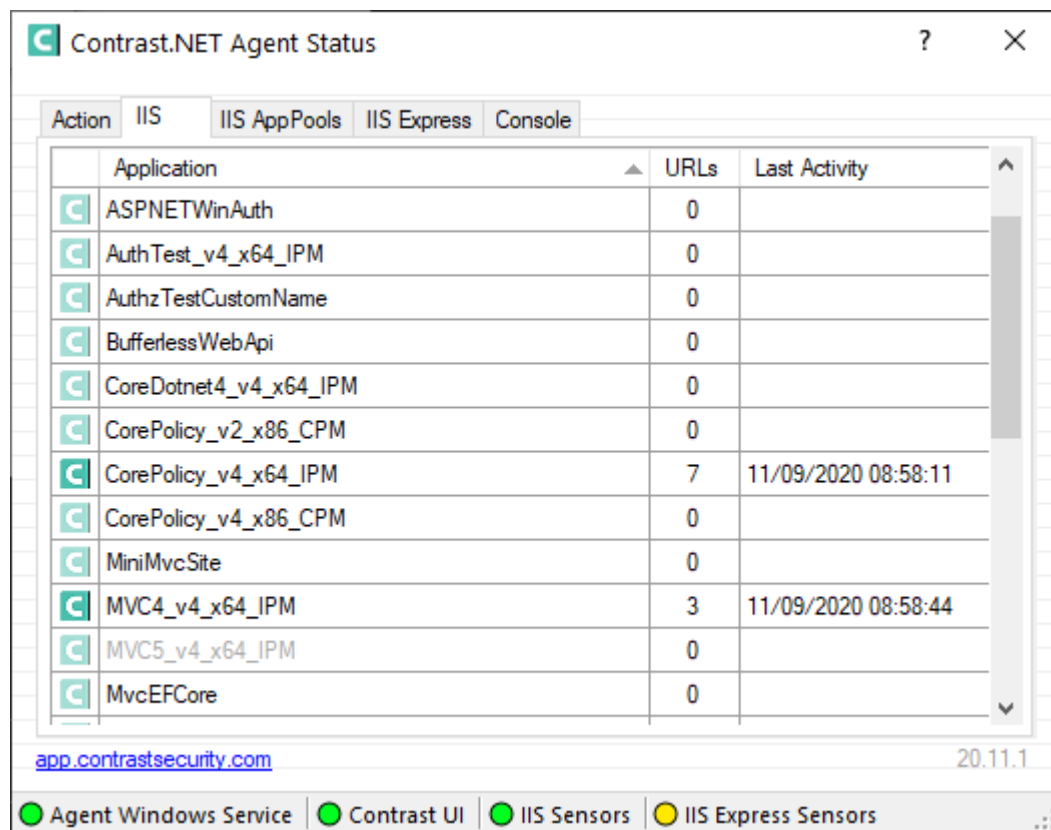 Contrast.NET Agent Status ?
Action IIS IIS AppPools IIS Express Console
Application URLs Last Activity
ASPNETWinAuth 0
AuthTest_v4_x64_IPM 0
AuthzTestCustomName 0
BufferlessWebApi 0
CoreDotnet4_v4_x64_IPM 0
CorePolicy_v2_x86_CPM 0
CorePolicy_v4_x64_IPM 7 11/09/2020 08:58:11
CorePolicy_v4_x86_CPM 0
MiniMvcSite 0
MVC4_v4_x64_IPM 3 11/09/2020 08:58:44
MVC5_v4_x64_IPM 0
MvcEFCore 0
app.contrastsecurity.com 20.11.1
Agent Windows Service Contrast UI IIS Sensors IIS Express Sensors